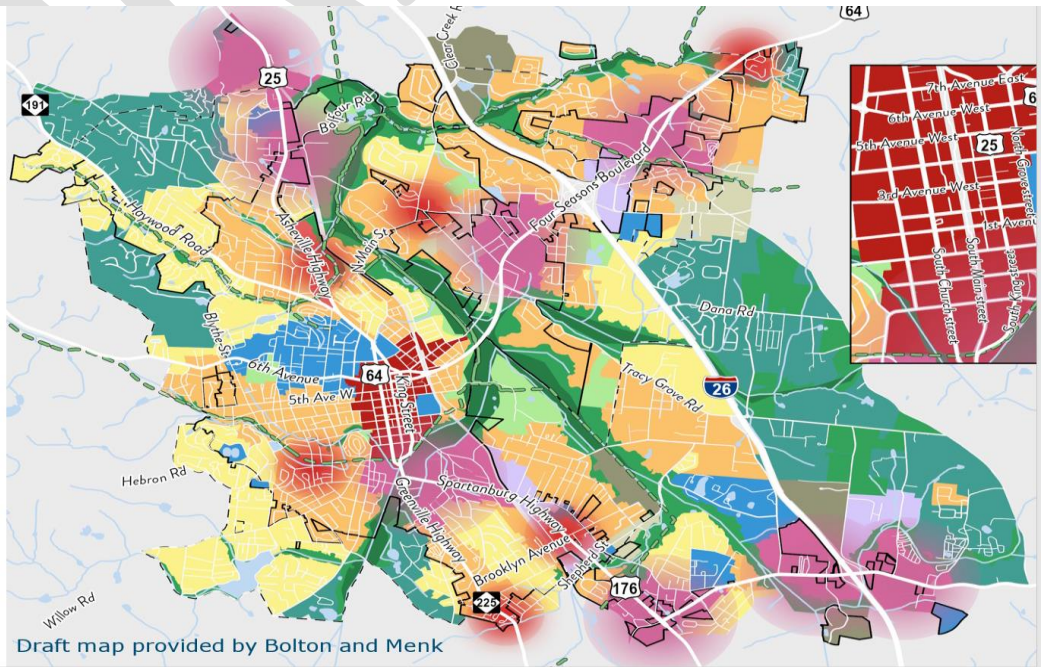 64
Clear Creek R
25
191
Balfour Rd
7th Avenue East
6
6th Avenue West
5th Avenue West
25
North Grove street
3rd Avenue West
1st Avenu
South Church street
South Main street
South King street
Four Seasons Boulevard
Haywood Road
Asheville Highway
N Main St
Dana Rd
Blythe St
6th Avenue
64
5th Ave W
King Street
Tracy Grove Rd
26
Hebron Rd
Spartanburg Highway
Greenville Highway
Brooklyn Avenue
Shepherd St
176
225
Willow Rd
Draft map provided by Bolton and Menk